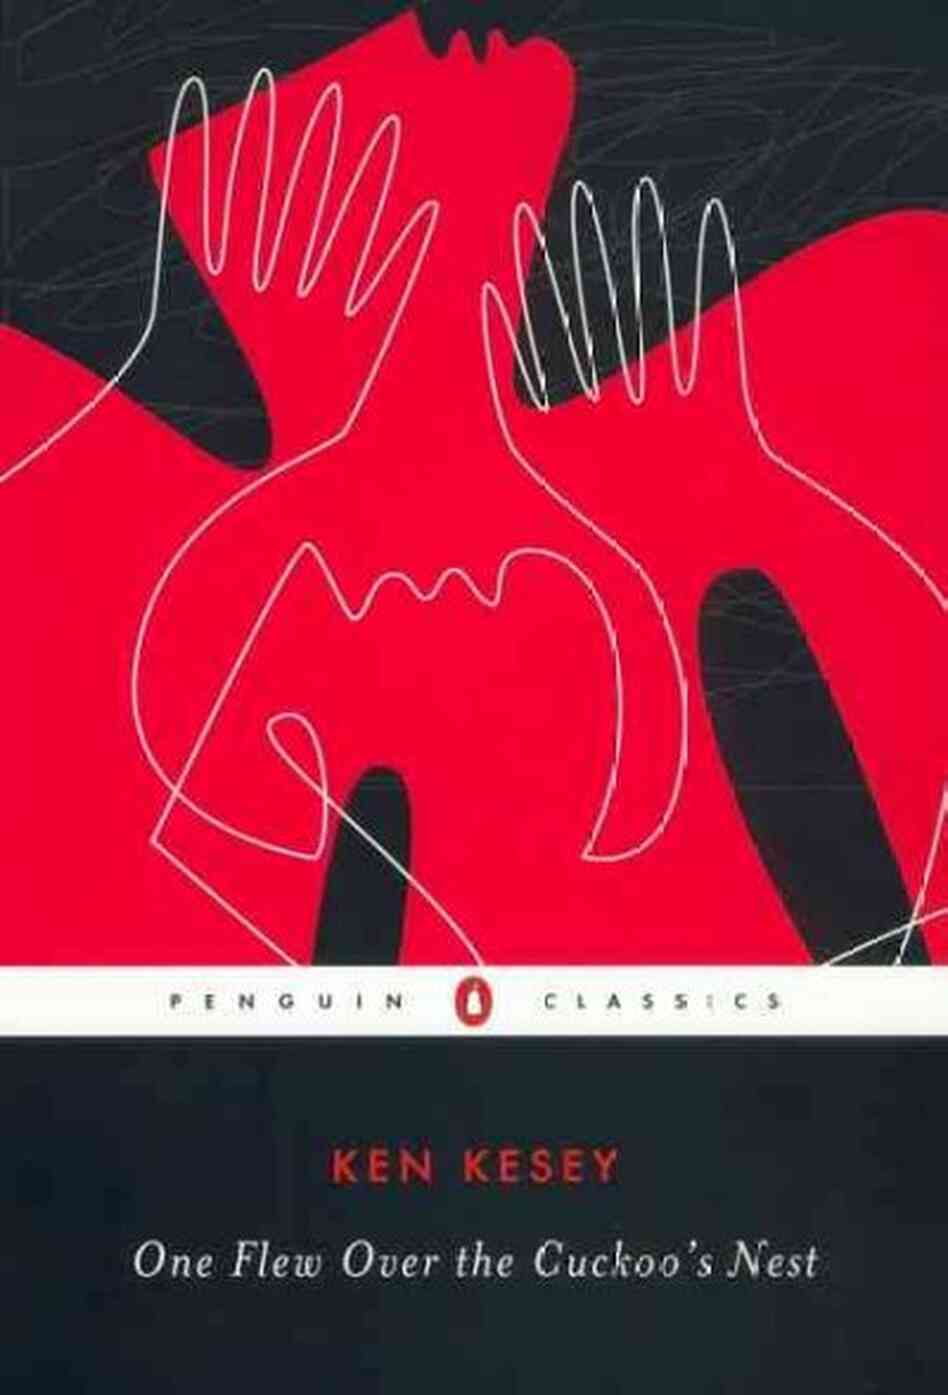 PENGUIN CLASSICS
KEN KESEY
One Flew Over the Cuckoo's Nest